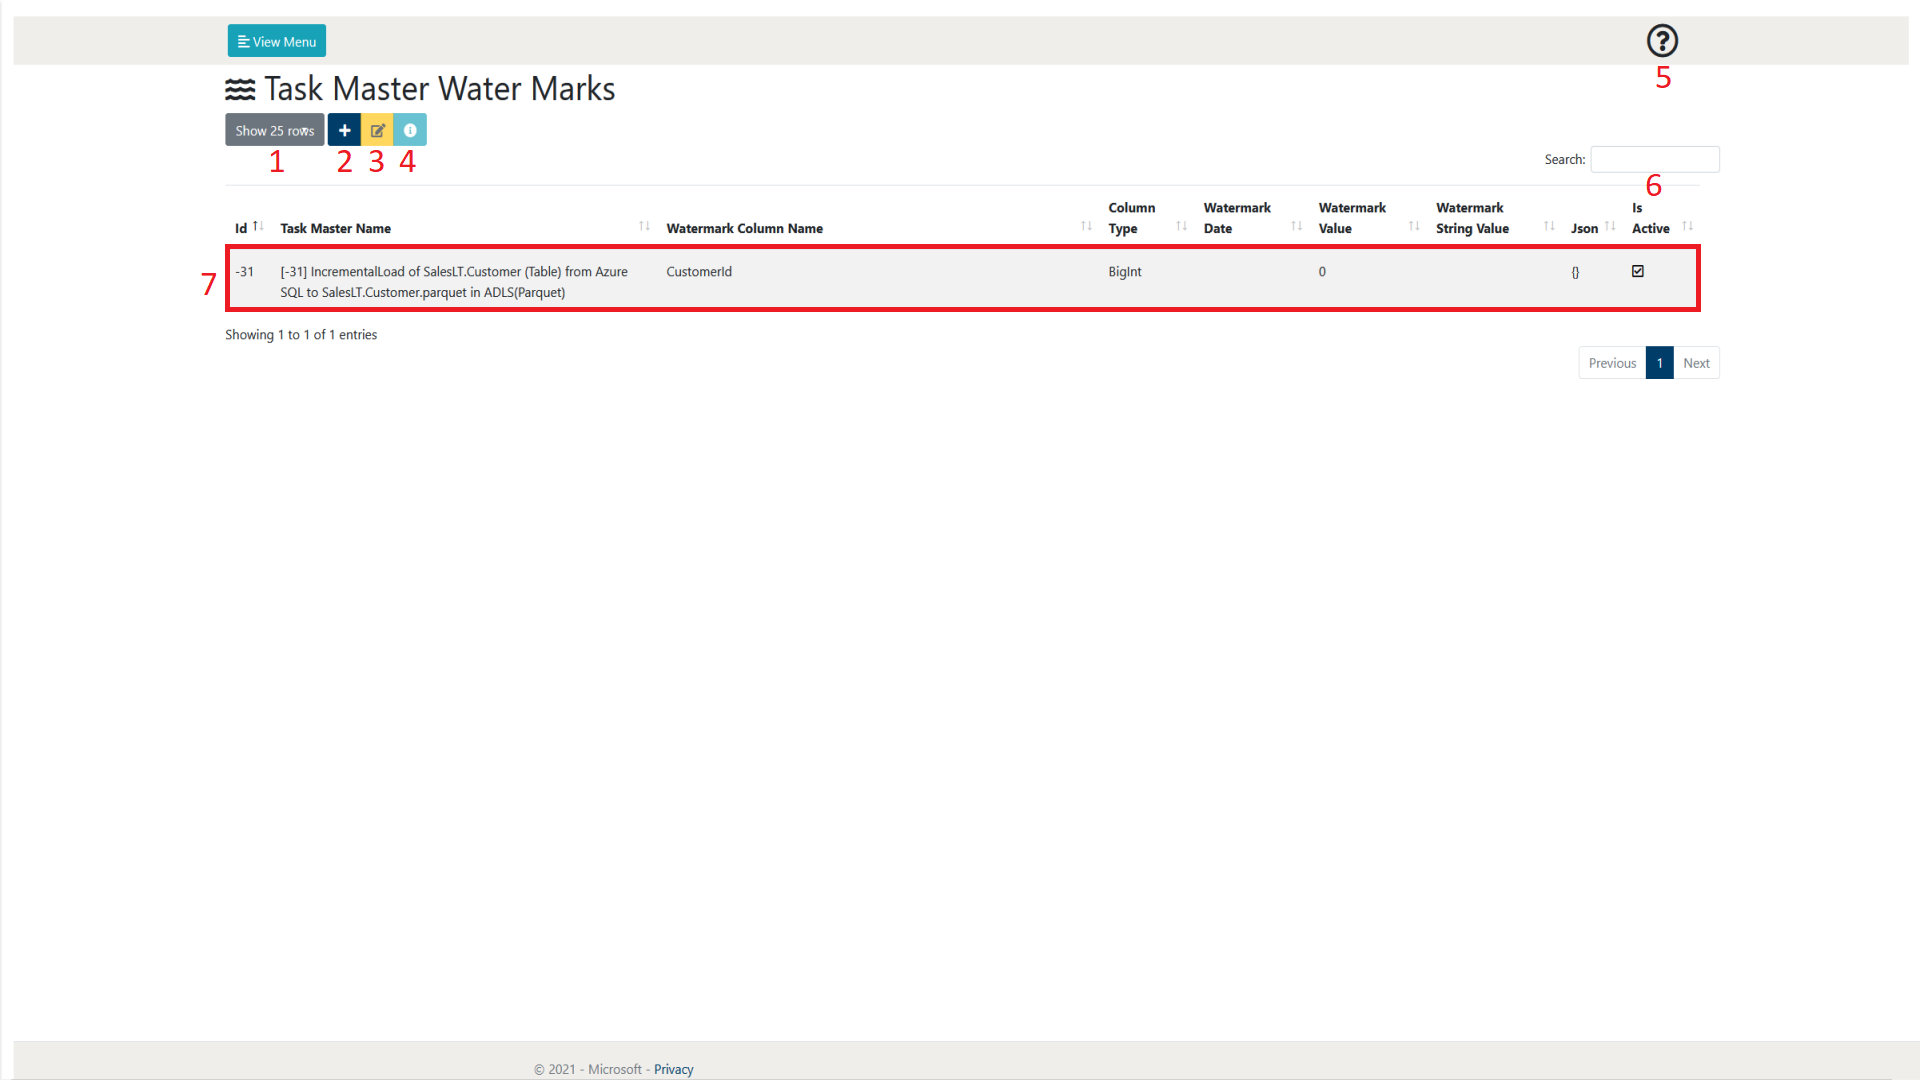 View Menu
5
Task Master Water Marks
Show 25 rows
1 2 3 4
Search:
6
Id Task Master Name Watermark Column Name Column Type Watermark Date Watermark Value Watermark String Value Json Is Active
7
-31 [-31] IncrementalLoad of SalesLT.Customer (Table) from Azure CustomerId BigInt 0 {}
SQL to SalesLT.Customer.parquet in ADLS(Parquet)
Showing 1 to 1 of 1 entries
Previous 1 Next
© 2021 - Microsoft - Privacy